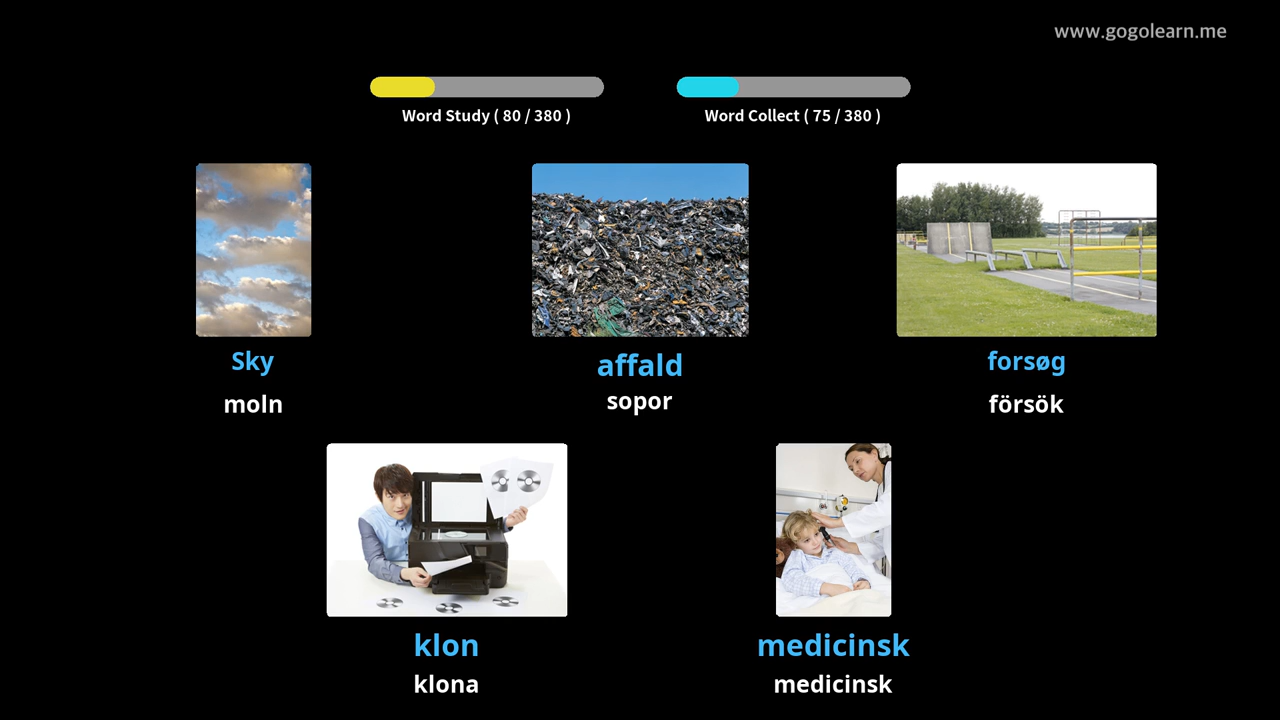 www.gogolearn.me
Word Study ( 80 / 380 )
Word Collect ( 75 / 380 )
Sky
moln
affald
sopor
forsøg
försök
klon
klona
medicinsk
medicinsk